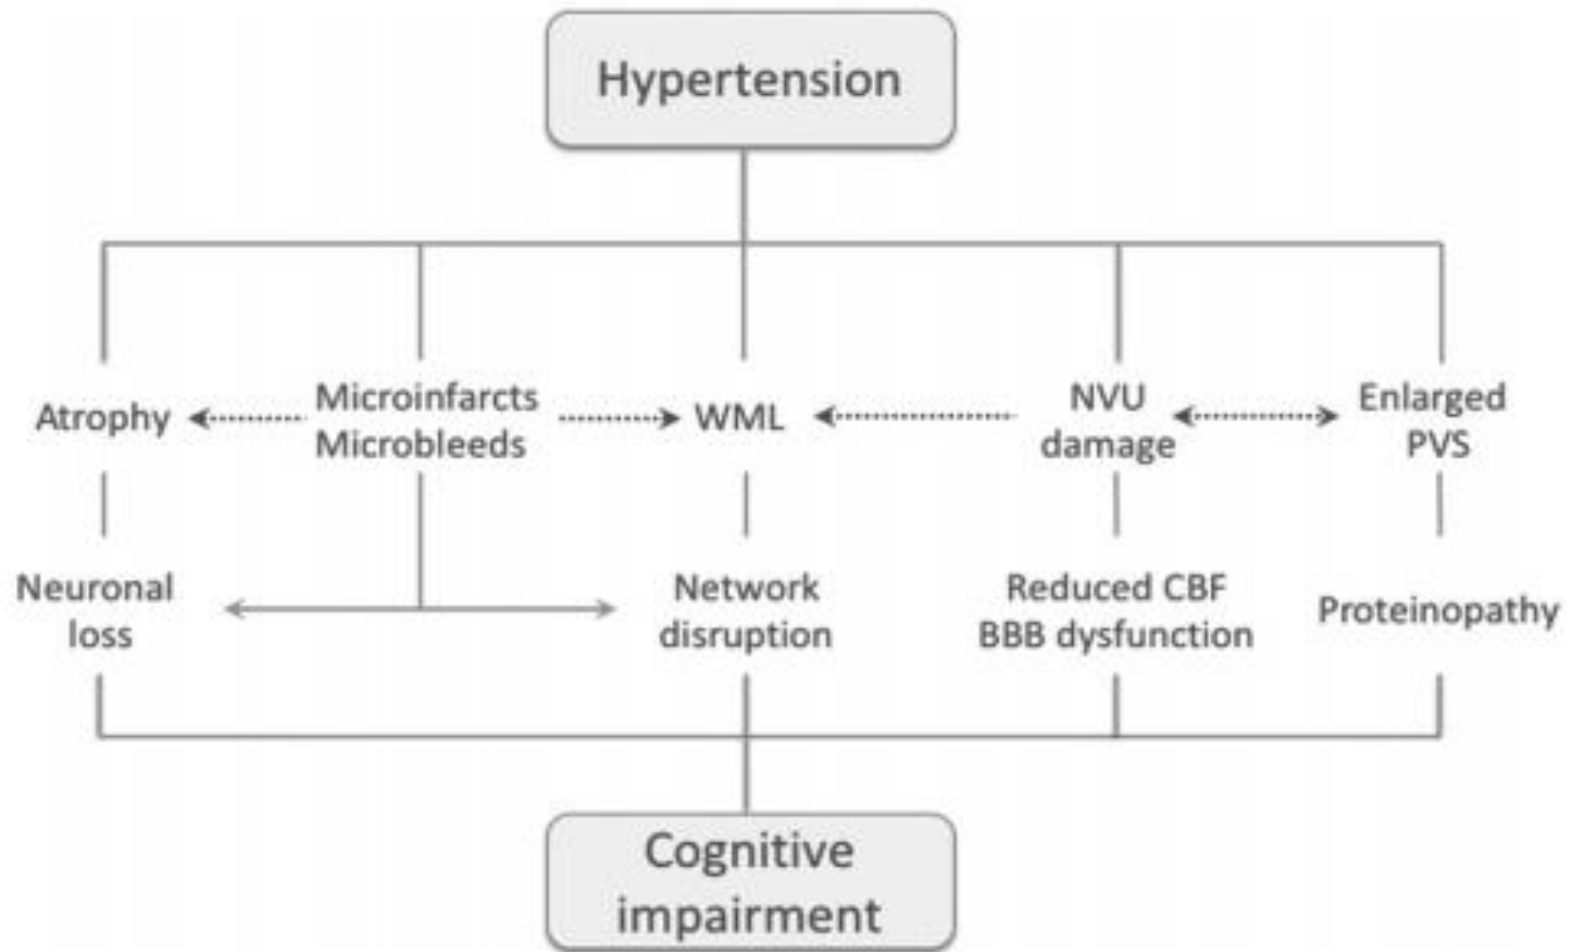 Hypertension
Atrophy
Microinfarcts
Microbleeds
WML
NVU
damage
Enlarged
PVS
Neuronal
loss
Network
disruption
Reduced CBF
BBB dysfunction
Proteinopathy
Cognitive
impairment